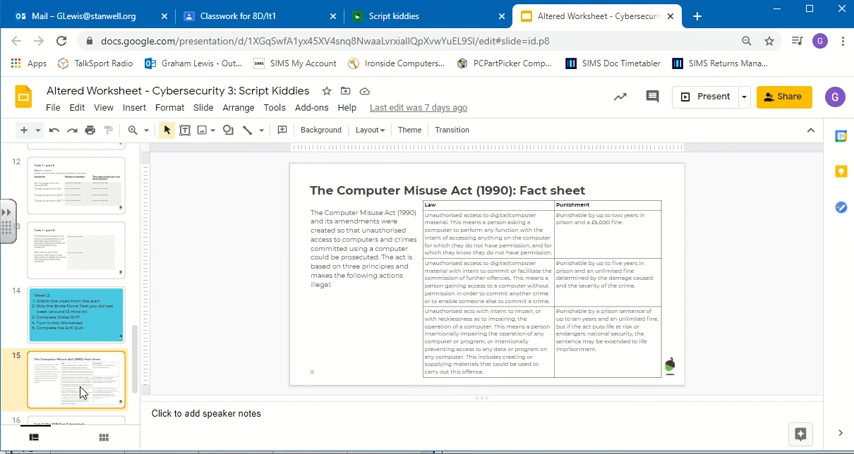 Mail – GLewis@stanwell.org
Classwork for 8D/It1
Script kiddies
Altered Worksheet - Cybersecurit
docs.google.com/presentation/d/1XGqSwfA1yx45XV4snq8NwaaLvrxiallQpXvwYuEL9SI/edit#slide=id.p8
G
Apps
TalkSport Radio
Graham Lewis - Out...
SIMS My Account
Ironside Computers...
PCPartPicker Comp...
SIMS Doc Timetabler
SIMS Returns Mana...
Altered Worksheet - Cybersecurity 3: Script Kiddies
File Edit View Insert Format Slide Arrange Tools Add-ons Help Last edit was 7 days ago
Present
Share
G
Background Layout Theme Transition
12
14
Week 2:
1. Watch the video from the start
15
16
The Computer Misuse Act (1990): Fact sheet
The Computer Misuse Act (1990)
and its amendments were
created so that unauthorised
access to computers and crimes
committed using a computer
could be prosecuted. The act is
based on three principles and
makes the following actions
illegal:
Law
Punishment
Unauthorised access to digital/computer
material. This means a person asking a
computer to perform any function with the
intent of accessing anything on the computer
for which they do not have permission, and for
which they know they do not have permission.
Punishable by up to two years in
prison and a £5,000 fine.
Unauthorised access to digital/computer
material with intent to commit or facilitate the
commission of further offences. This means a
person gaining access to a computer without
permission in order to commit another crime
or to enable someone else to commit a crime.
Punishable by up to five years in
prison and an unlimited fine
determined by the damage caused
and the severity of the crime.
Unauthorised acts with intent to impair, or
with recklessness as to impairing, the
operation of a computer. This means a person
impairing the operation of any
computer or program, or intentionally
preventing access to any data or program on
any computer. This includes creating or
supplying materials that could be used to
carry out this offence.
Punishable by a prison sentence of
up to ten years and an unlimited fine,
but if the act puts life at risk or
endangers national security, the
sentence may be extended to life
imprisonment.
Click to add speaker notes